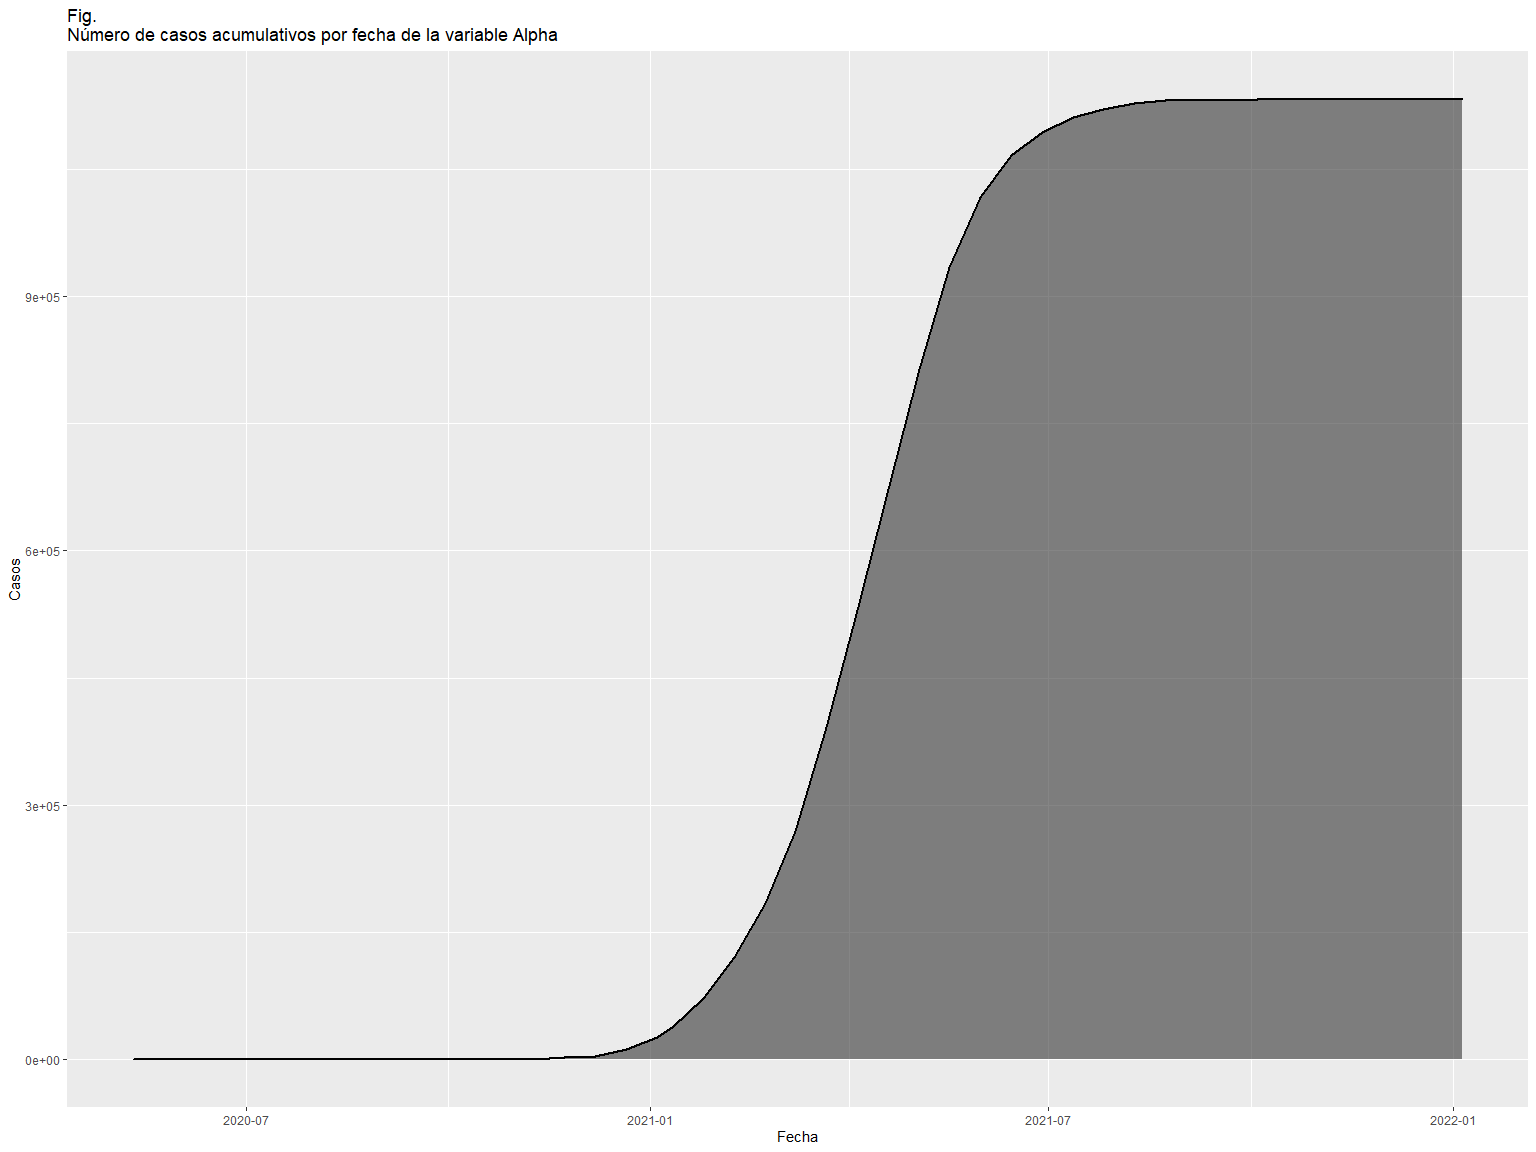 Fig.
Número de casos acumulativos por fecha de la variable Alpha
9e+05
6e+05
Casos
3e+05
0e+00
2020-07
2021-01
2021-07
2022-01
Fecha